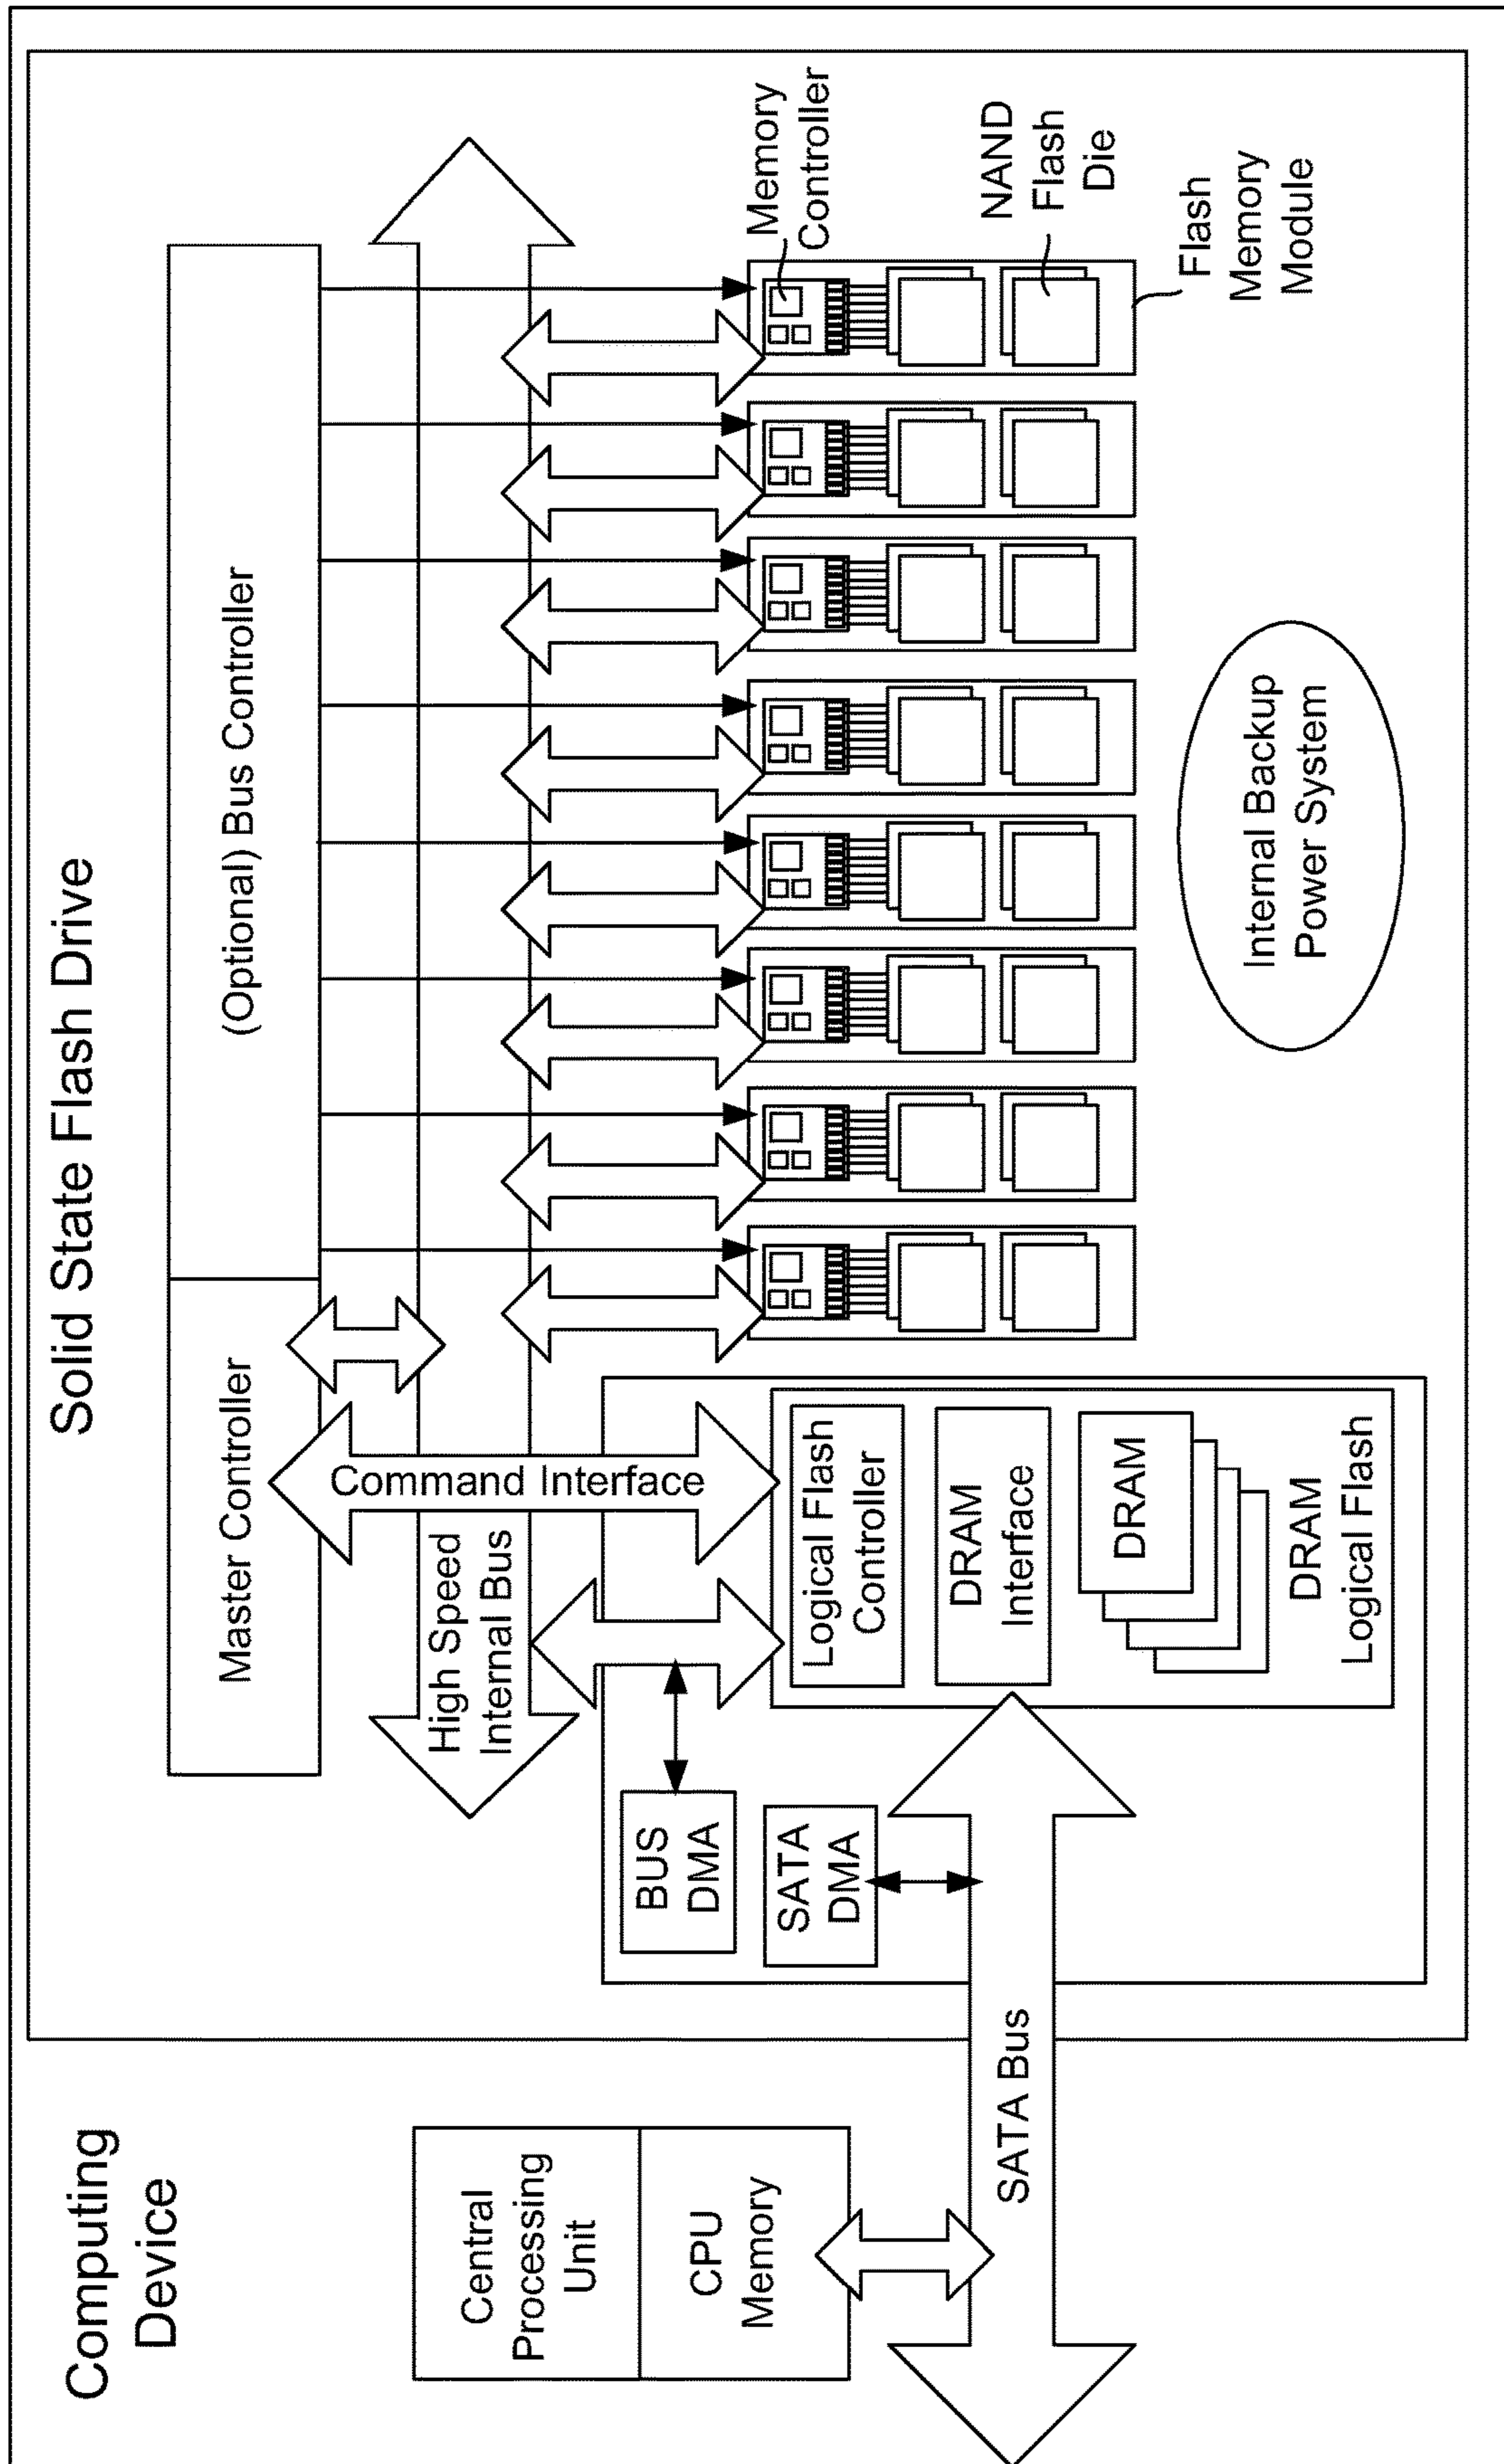 Computing
Device
Solid State Flash Drive
Master Controller
(Optional) Bus Controller
High Speed
Internal Bus
Command Interface
Central
Processing
Unit
CPU
Memory
SATA Bus
BUS
DMA
SATA
DMA
Logical Flash
Controller
DRAM
Interface
DRAM
DRAM
Logical Flash
Memory
Controller
NAND
Flash
Die
Flash
Memory
Module
Internal Backup
Power System